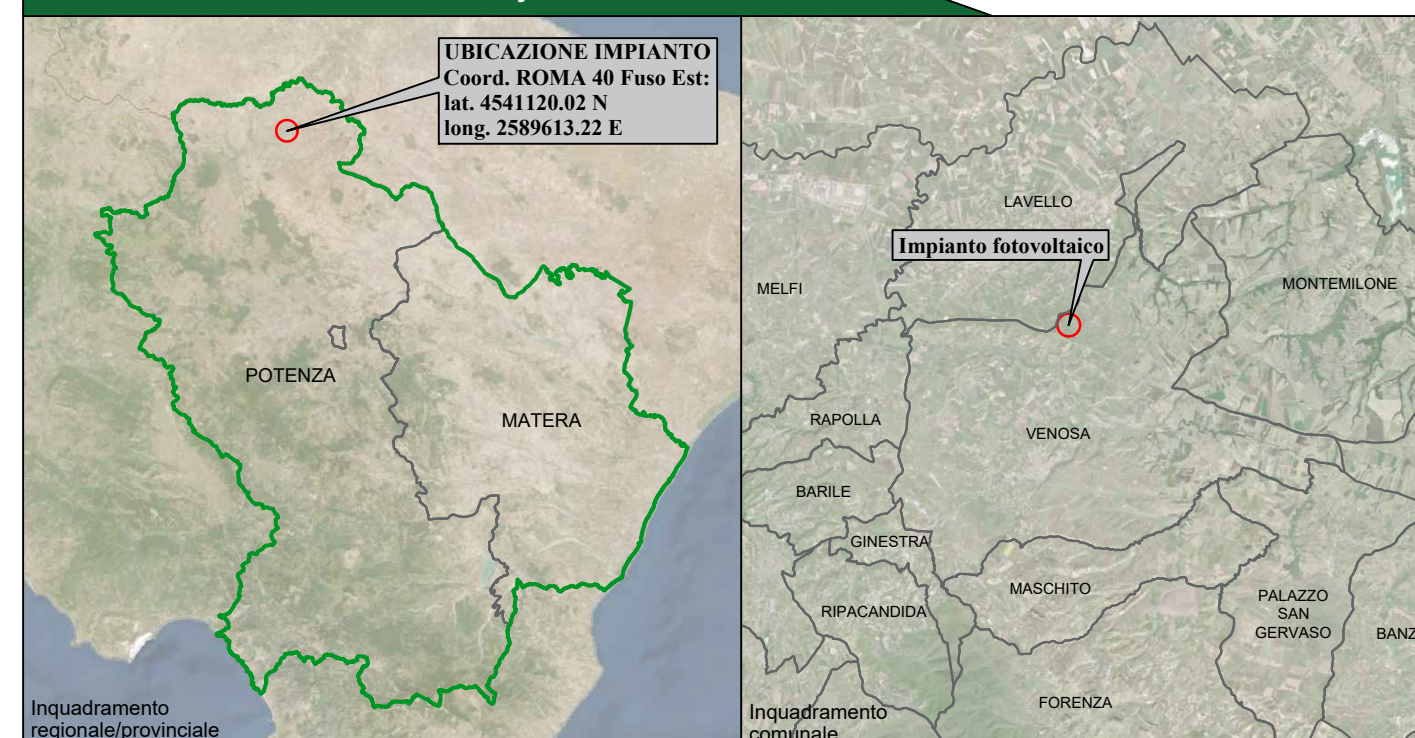 UBICAZIONE IMPIANTO
Coord. ROMA 40 Fuso Est:
lat. 4541120.02 N
long. 2589613.22 E
POTENZA
MATERA
Inquadramento
regionale/provinciale
LAVELLO
Impianto fotovoltaico
MELFI
MONTEMILONE
RAPOLLA
VENOSA
BARILE
GINESTRA
MASCHITO
RIPACANDIDA
PALAZZO
SAN
GERVASO
BANZ
FORENZA
Inquadramento
comunale